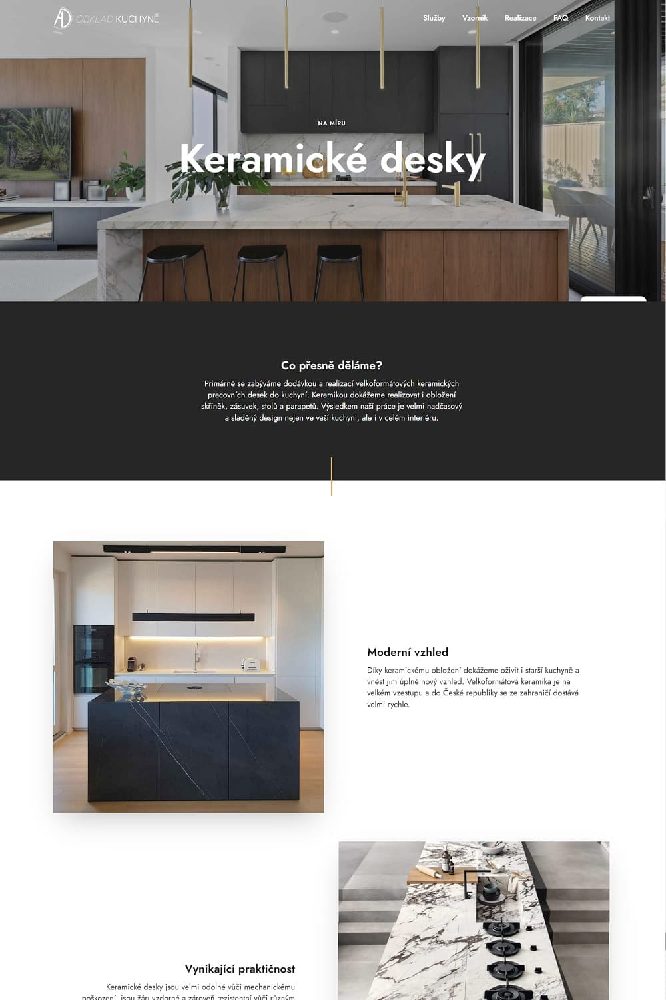 AD OBKLAD KUCHYNĚ
Služby Vzorník Realizace FAQ Kontakt
NA MÍRU
Keramické desky
Co přesně děláme?
Primárně se zabýváme dodávkou a realizací velkoformátových keramických
pracovních desek do kuchyní. Keramikou dokážeme realizovat i obložení
skříněk, zásuvek, stolů a parapetů. Výsledkem naší práce je velmi nadčasový
a sladěný design nejen ve vaší kuchyni, ale i v celém interiéru.
Moderní vzhled
Díky keramickému obložení dokážeme oživit i starší kuchyně a
vnést jim úplně nový vzhled. Velkoformátová keramika je na
velkém vzestupu a do České republiky se ze zahraničí dostává
velmi rychle.
Vynikající praktičnost
Keramické desky jsou velmi odolné vůči mechanickému
poškození, jsou žáruvzdorné a zároveň rezistentní vůči různým